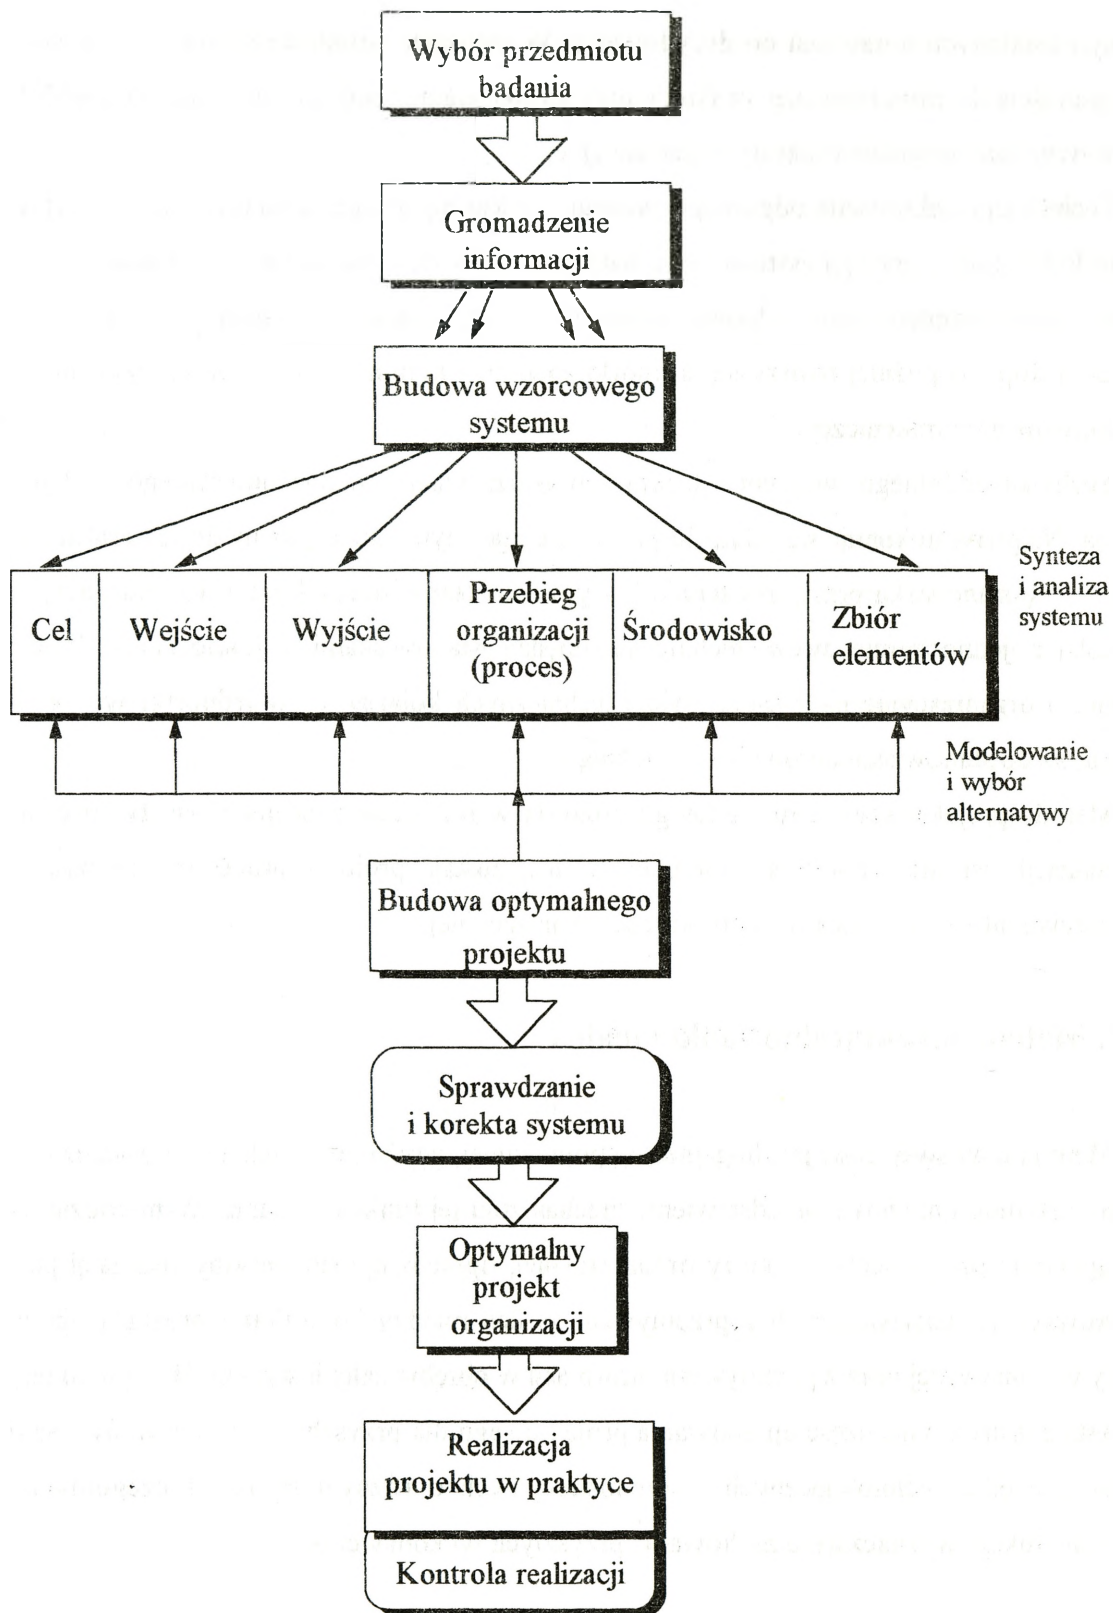 Wybór przedmiotu
badania
Gromadzenie
informacji
Budowa wzorcowego
systemu
Synteza
i analiza
systemu
Cel
Wejście
Wyjście
Przebieg
organizacji
(proces)
Środowisko
Zbiór
elementów
Modelowanie
i wybór
alternatywy
Budowa optymalnego
projektu
Sprawdzanie
i korekta systemu
Optymalny
projekt
organizacji
Realizacja
projektu w praktyce
Kontrola realizacji